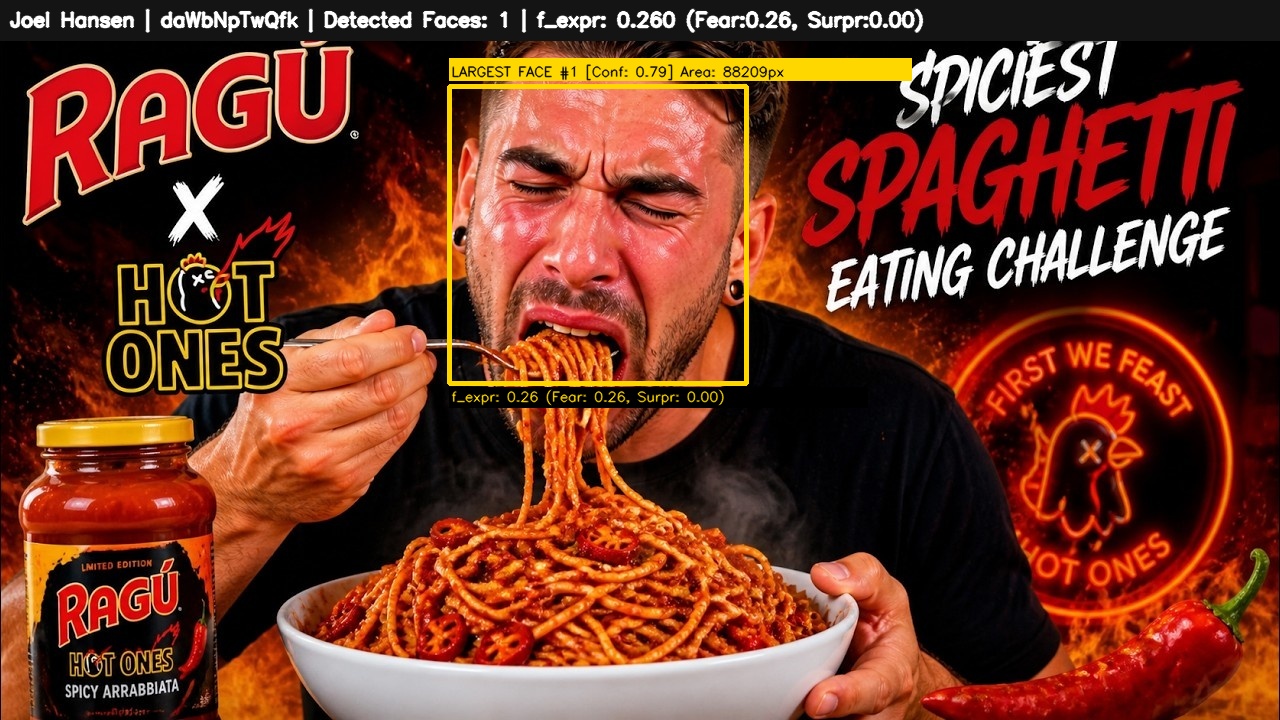 Joel Hansen | daWbNpTwQfk | Detected Faces: 1 | f_expr: 0.260 (Fear:0.26, Surpr:0.00)
LARGEST FACE #1 [Conf: 0.79] Area: 88209px
RAGÚ
X
HOT
ONES
SPICIEST
SPAGHETTI
EATING CHALLENGE
f_expr: 0.26 (Fear: 0.26, Surpr: 0.00)
FIRST WE FEAST
HOT ONES
LMITED EDITION
RAGÚ
HOT ONES
SPICY ARRABBIATA